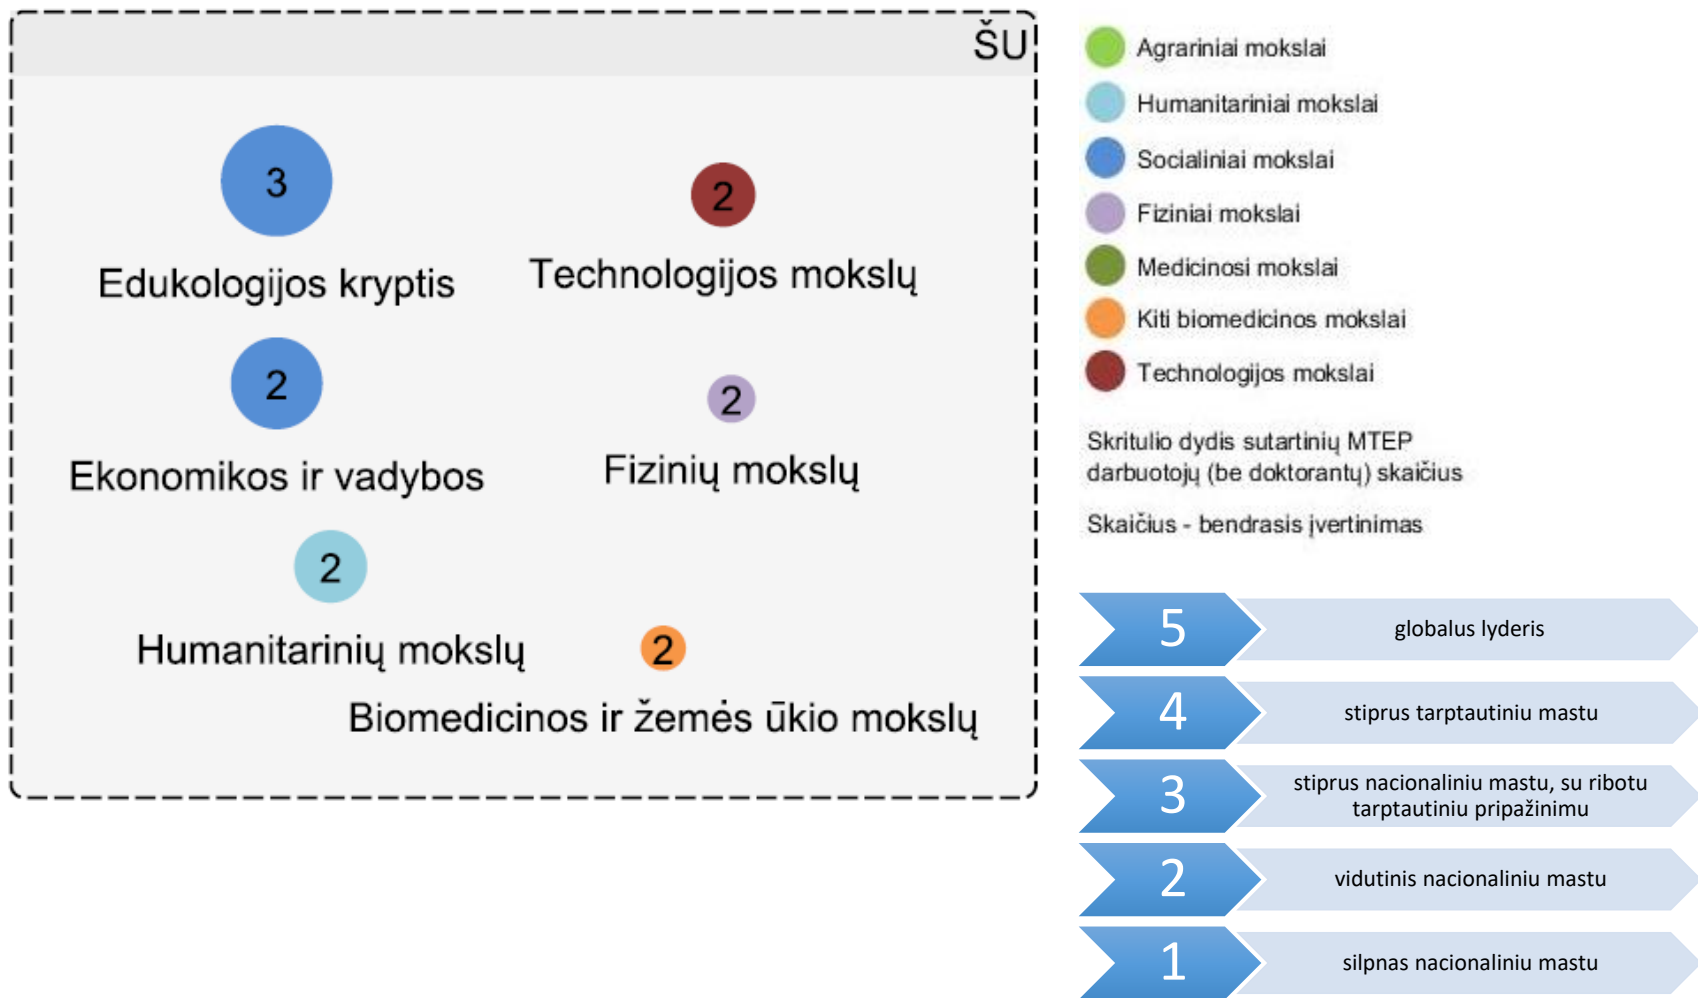 ŠU
3
Edukologijos kryptis
2
Technologijos mokslų
2
Ekonomikos ir vadybos
2
Fizinių mokslų
2
Humanitarinių mokslų
2
Biomedicinos ir žemės ūkio mokslų
Agrariniai mokslai
Humanitariniai mokslai
Socialiniai mokslai
Fiziniai mokslai
Medicinosi mokslai
Kiti biomedicinos mokslai
Technologijos mokslai
Skritulio dydis sutartinių MTEP
darbuotojų (be doktorantų) skaičius
Skaičius - bendrasis įvertinimas
5
globalus lyderis
4
stiprus tarptautiniu mastu
3
stiprus nacionaliniu mastu, su ribotu
tarptautiniu pripažinimu
2
vidutinis nacionaliniu mastu
1
silpnas nacionaliniu mastu